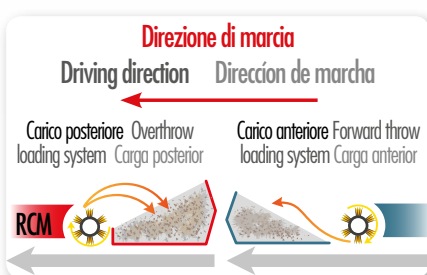 Direzione di marcia
Driving direction Direccíon de marcha
Carico posteriore Overthrow
loading system Carga posterior
Carico anteriore Forward throw
loading system Carga anterior
RCM